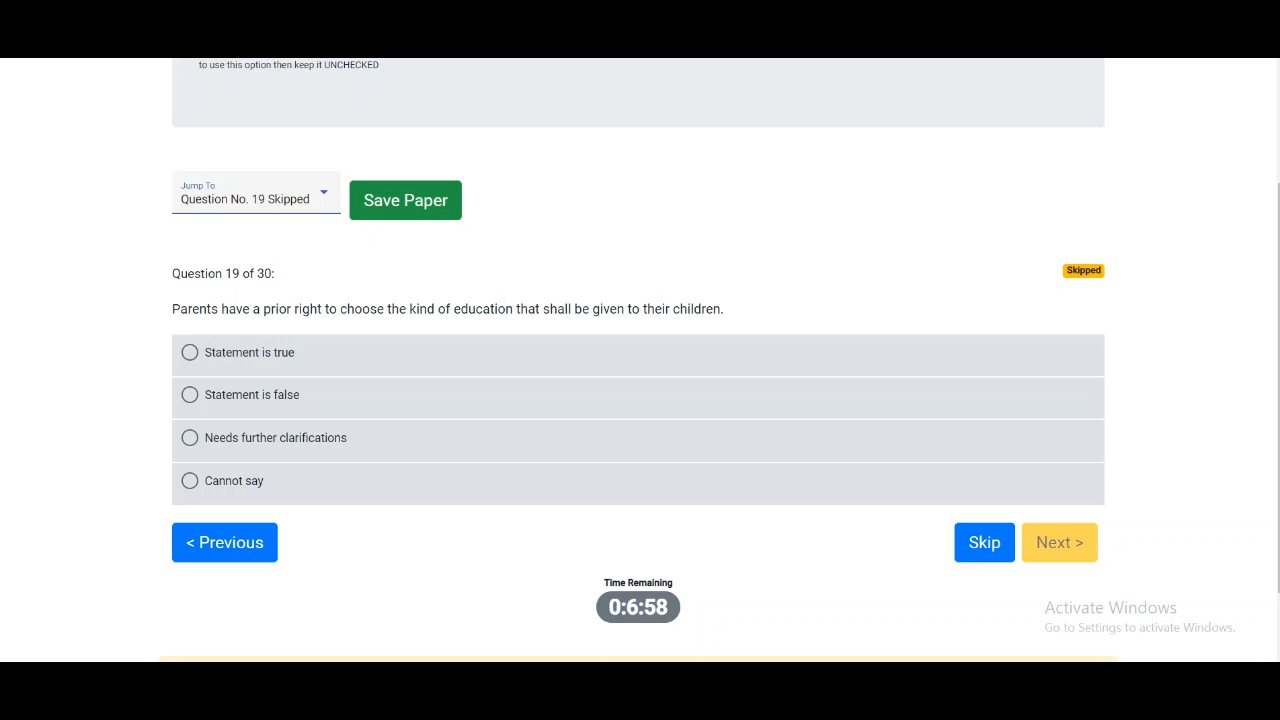 to use this option then keep it UNCHECKED
Jump To
Question No. 19 Skipped
Save Paper
Question 19 of 30:
Skipped
Parents have a prior right to choose the kind of education that shall be given to their children.
Statement is true
Statement is false
Needs further clarifications
Cannot say
< Previous
Skip
Next >
Time Remaining
0:6:58
Activate Windows
Go to Settings to activate Windows.